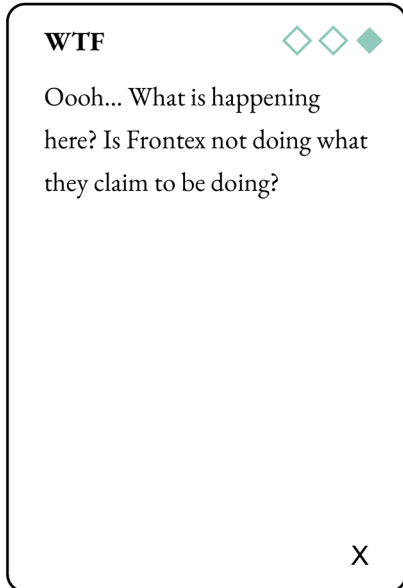 WTF
Oooh... What is happening
here? Is Frontex not doing what
they claim to be doing?
X